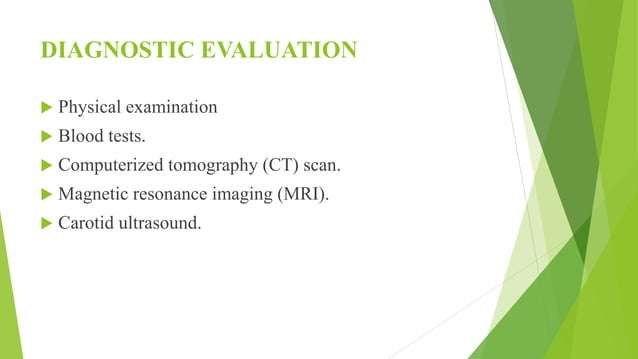 DIAGNOSTIC EVALUATION
Physical examination
Blood tests.
Computerized tomography (CT) scan.
Magnetic resonance imaging (MRI).
Carotid ultrasound.